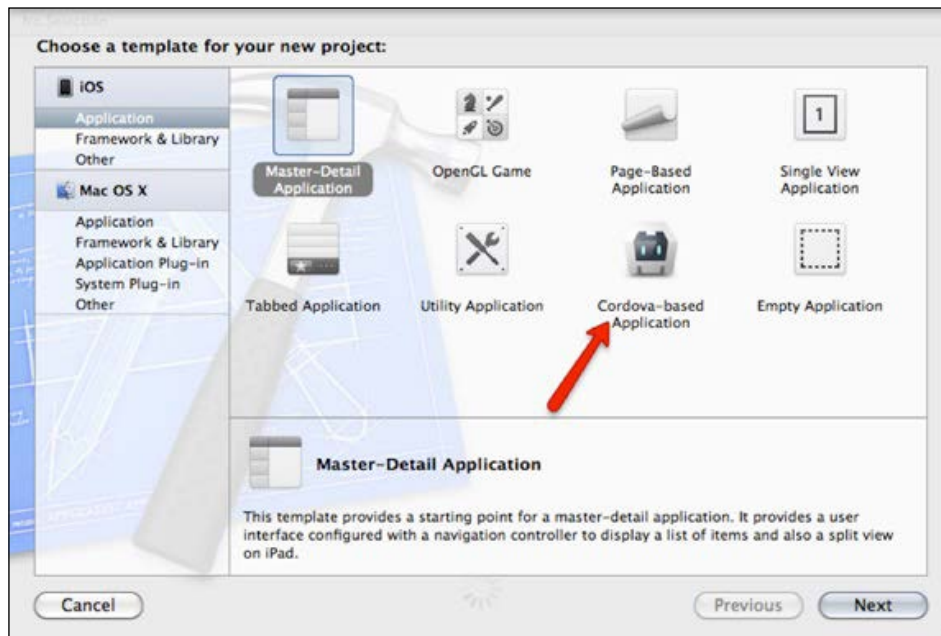 Choose a template for your new project:
iOS
Application
Framework & Library
Other
Mac OS X
Application
Framework & Library
Application Plug-in
System Plug-in
Other
Master-Detail
Application
OpenGL Game
Page-Based
Application
1
Single View
Application
Tabbed Application
Utility Application
Cordova-based
Application
Empty Application
Master-Detail Application
This template provides a starting point for a master-detail application. It provides a user
interface configured with a navigation controller to display a list of items and also a split view
on iPad.
Cancel
Previous
Next